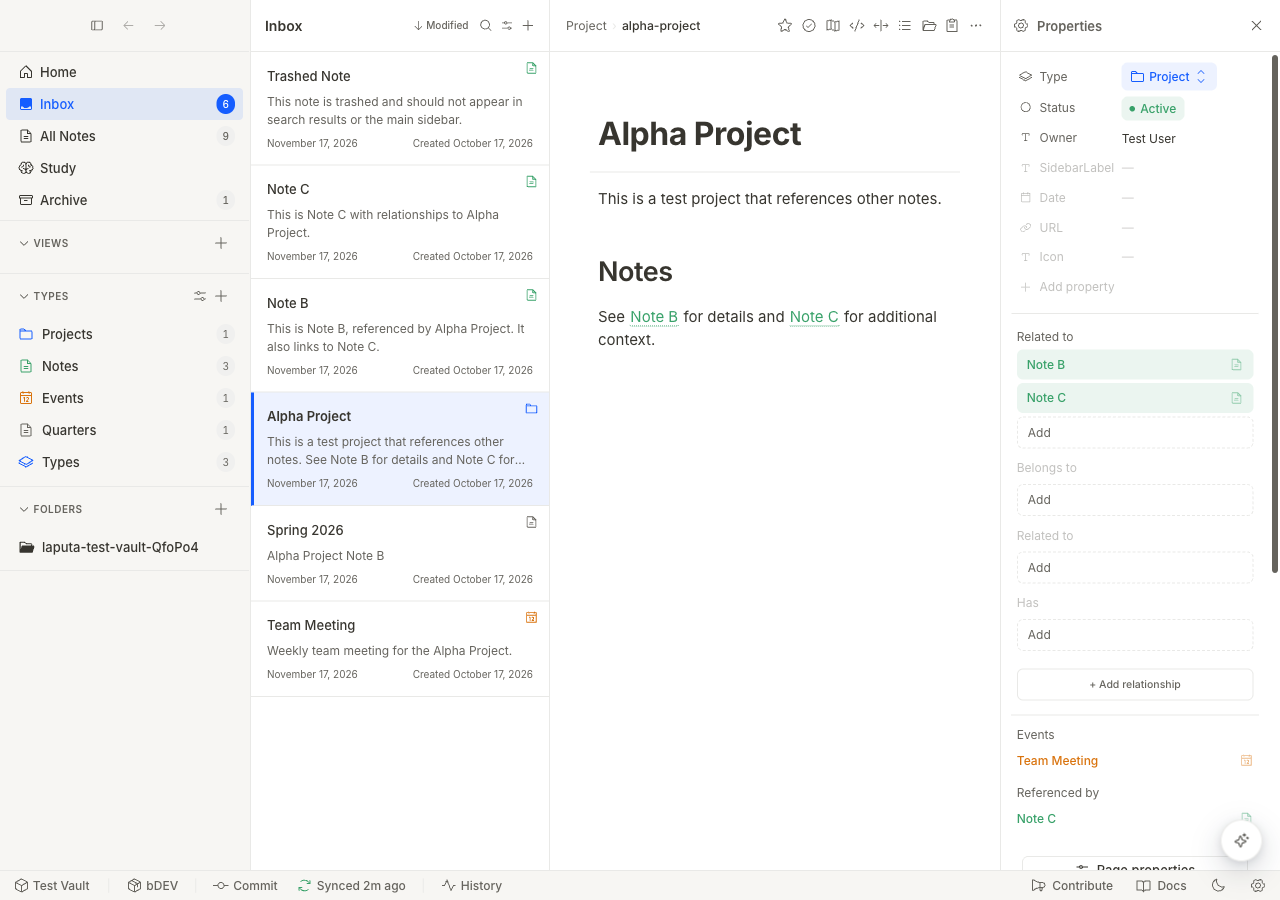 Home
Inbox
6
All Notes
9
Study
Archive
1
VIEWS
TYPES
Projects
1
Notes
3
Events
1
Quarters
1
Types
3
FOLDERS
laputa-test-vault-QfoPo4
Inbox
Modified
Trashed Note
This note is trashed and should not appear in
search results or the main sidebar.
November 17, 2026
Created October 17, 2026
Note C
This is Note C with relationships to Alpha
Project.
November 17, 2026
Created October 17, 2026
Note B
This is Note B, referenced by Alpha Project. It
also links to Note C.
November 17, 2026
Created October 17, 2026
Alpha Project
This is a test project that references other
notes. See Note B for details and Note C for...
November 17, 2026
Created October 17, 2026
Spring 2026
Alpha Project Note B
November 17, 2026
Created October 17, 2026
Team Meeting
Weekly team meeting for the Alpha Project.
November 17, 2026
Created October 17, 2026
Project › alpha-project
Alpha Project
This is a test project that references other notes.
Notes
See Note B for details and Note C for additional
context.
Properties
Type
Project
Status
Active
Owner
Test User
SidebarLabel
—
Date
—
URL
—
Icon
—
Add property
Related to
Note B
Note C
Add
Belongs to
Add
Related to
Add
Has
Add
+ Add relationship
Events
Team Meeting
Referenced by
Note C
Page properties
Test Vault
bDEV
Commit
Synced 2m ago
History
Contribute
Docs